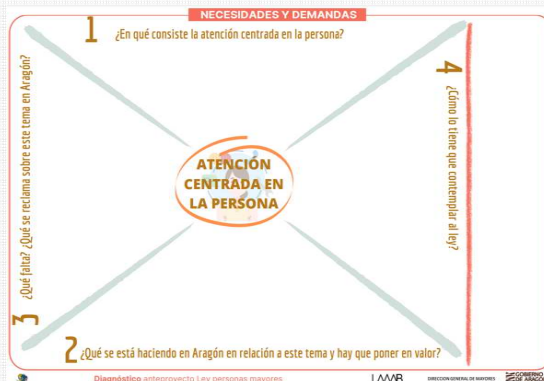 NECESIDADES Y DEMANDAS
1
¿En qué consiste la atención centrada en la persona?
ATENCIÓN
CENTRADA EN
LA PERSONA
2
¿Qué se está haciendo en Aragón en relación a este tema y hay que poner en valor?
3
¿Qué falta? ¿Qué se reclama sobre este tema en Aragón?
4
¿Cómo lo tiene que contemplar al ley?
Diagnóstico anteproyecto Ley personas mayores
DIRECCIÓN GENERAL DE MAYORES
GOBIERNO
DE ARAGON